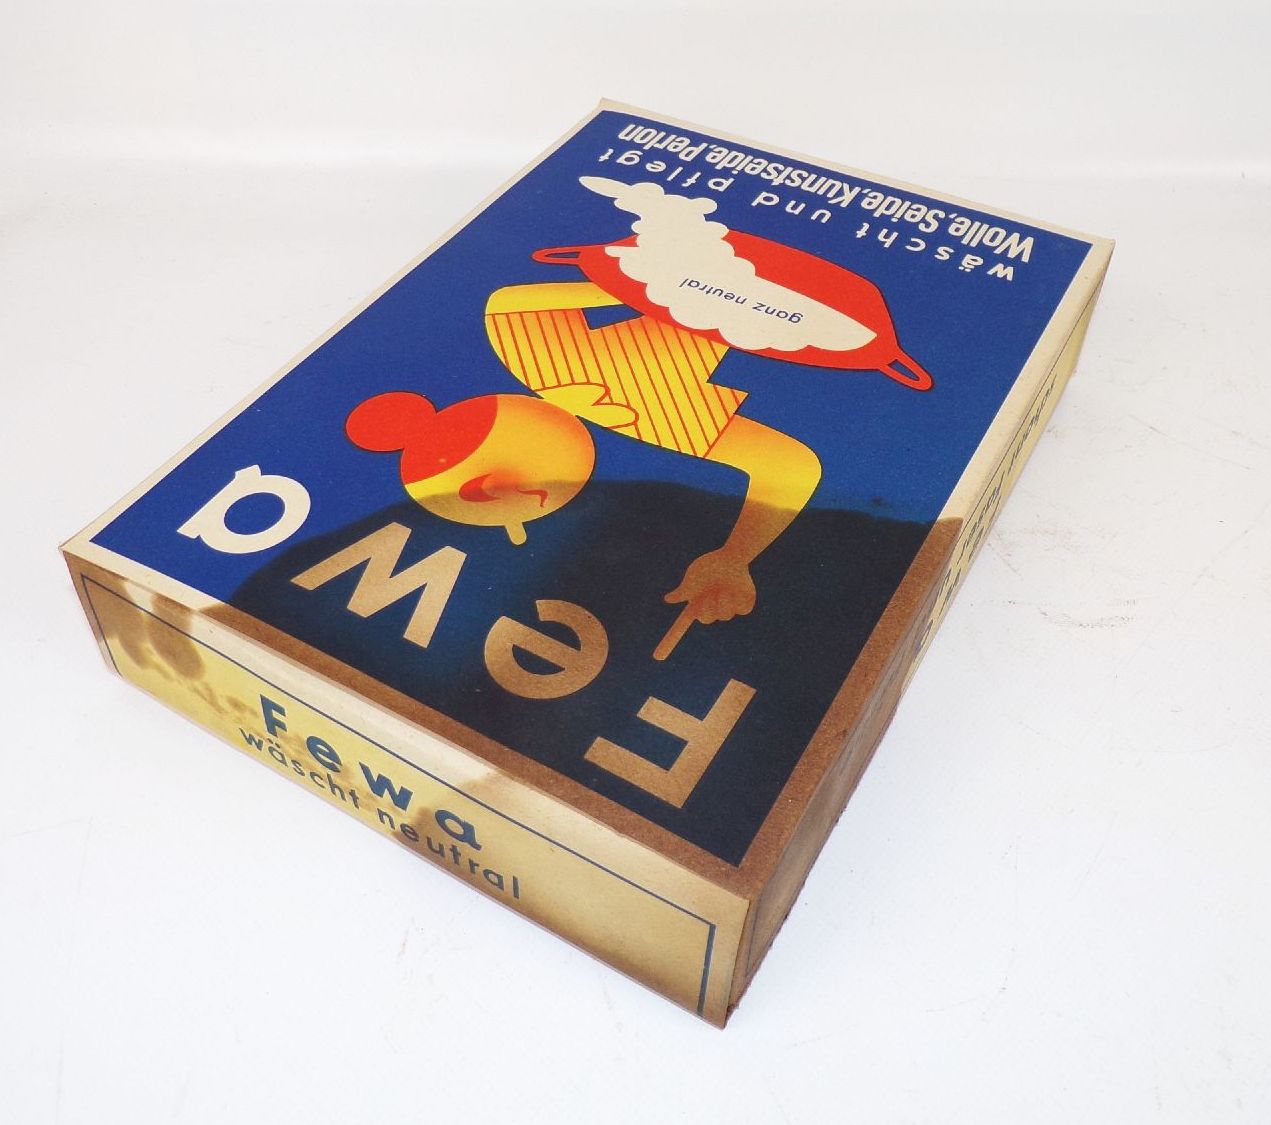 Fewa
ganz neutral
wäscht und pflegt
Wolle, Seide, Kunstseide, Perlon
Fewa
wäscht neutral